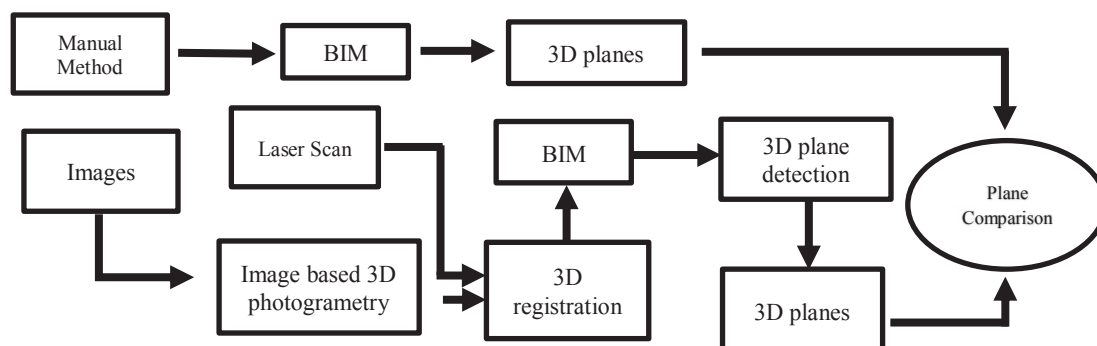 Manual
Method
BIM
3D planes
Images
Laser Scan
BIM
3D plane
detection
Plane
Comparison
Image based 3D
photogrametry
3D
registration
3D planes